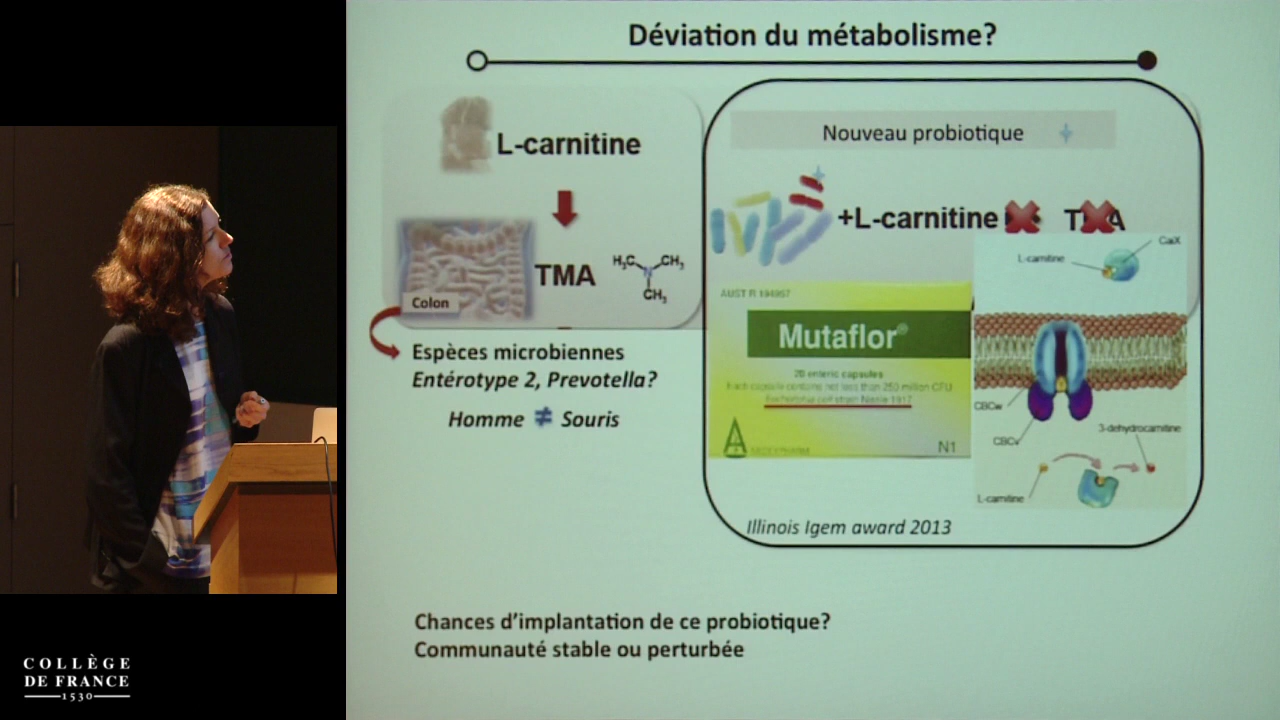 Déviation du métabolisme?
L-carnitine
TMA
H₃C
CH₃
N
CH₃
Colon
Espèces microbiennes
Entérotype 2, Prevotella?
Homme ≠ Souris
Nouveau probiotique
+L-carnitine
TMA
AUST R 194957
Mutaflor®
20 enteric capsules
Each capsule contains not less than 250 million CFU
Escherichia coli strain Nissle 1917
N1
CaiX
L-carnitine
CBCw
CBCv
3-dehydrocarnitine
L-carnitine
Illinois Igem award 2013
Chances d’implantation de ce probiotique?
Communauté stable ou perturbée
COLLÈGE
DE FRANCE
1530